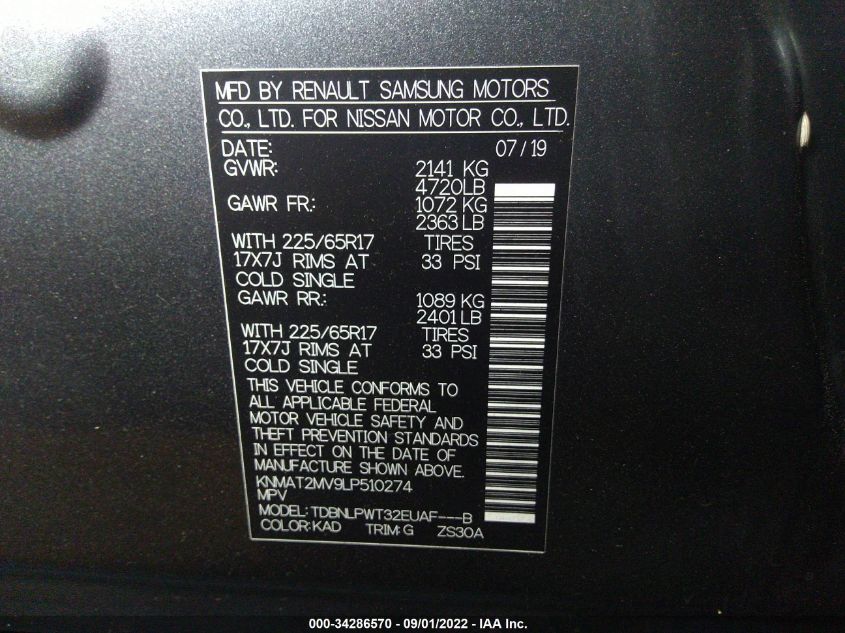 MFD BY RENAULT SAMSUNG MOTORS
CO., LTD. FOR NISSAN MOTOR CO., LTD.
DATE: 07/19
GVWR: 2141 KG
4720LB
GAWR FR.: 1072 KG
2363 LB
WITH 225/65R17 TIRES
17X7J RIMS AT 33 PSI
COLD SINGLE
GAWR RR.: 1089 KG
2401 LB
WITH 225/65R17 TIRES
17X7J RIMS AT 33 PSI
COLD SINGLE
THIS VEHICLE CONFORMS TO
ALL APPLICABLE FEDERAL
MOTOR VEHICLE SAFETY AND
THEFT PREVENTION STANDARDS
IN EFFECT ON THE DATE OF
MANUFACTURE SHOWN ABOVE.
KNMAT2MV9LP510274
MPV
MODEL: TDBNLPWT32EUAF---B
COLOR:KAD TRIM:G ZS30A
000-34286570 - 09/01/2022 - IAA Inc.